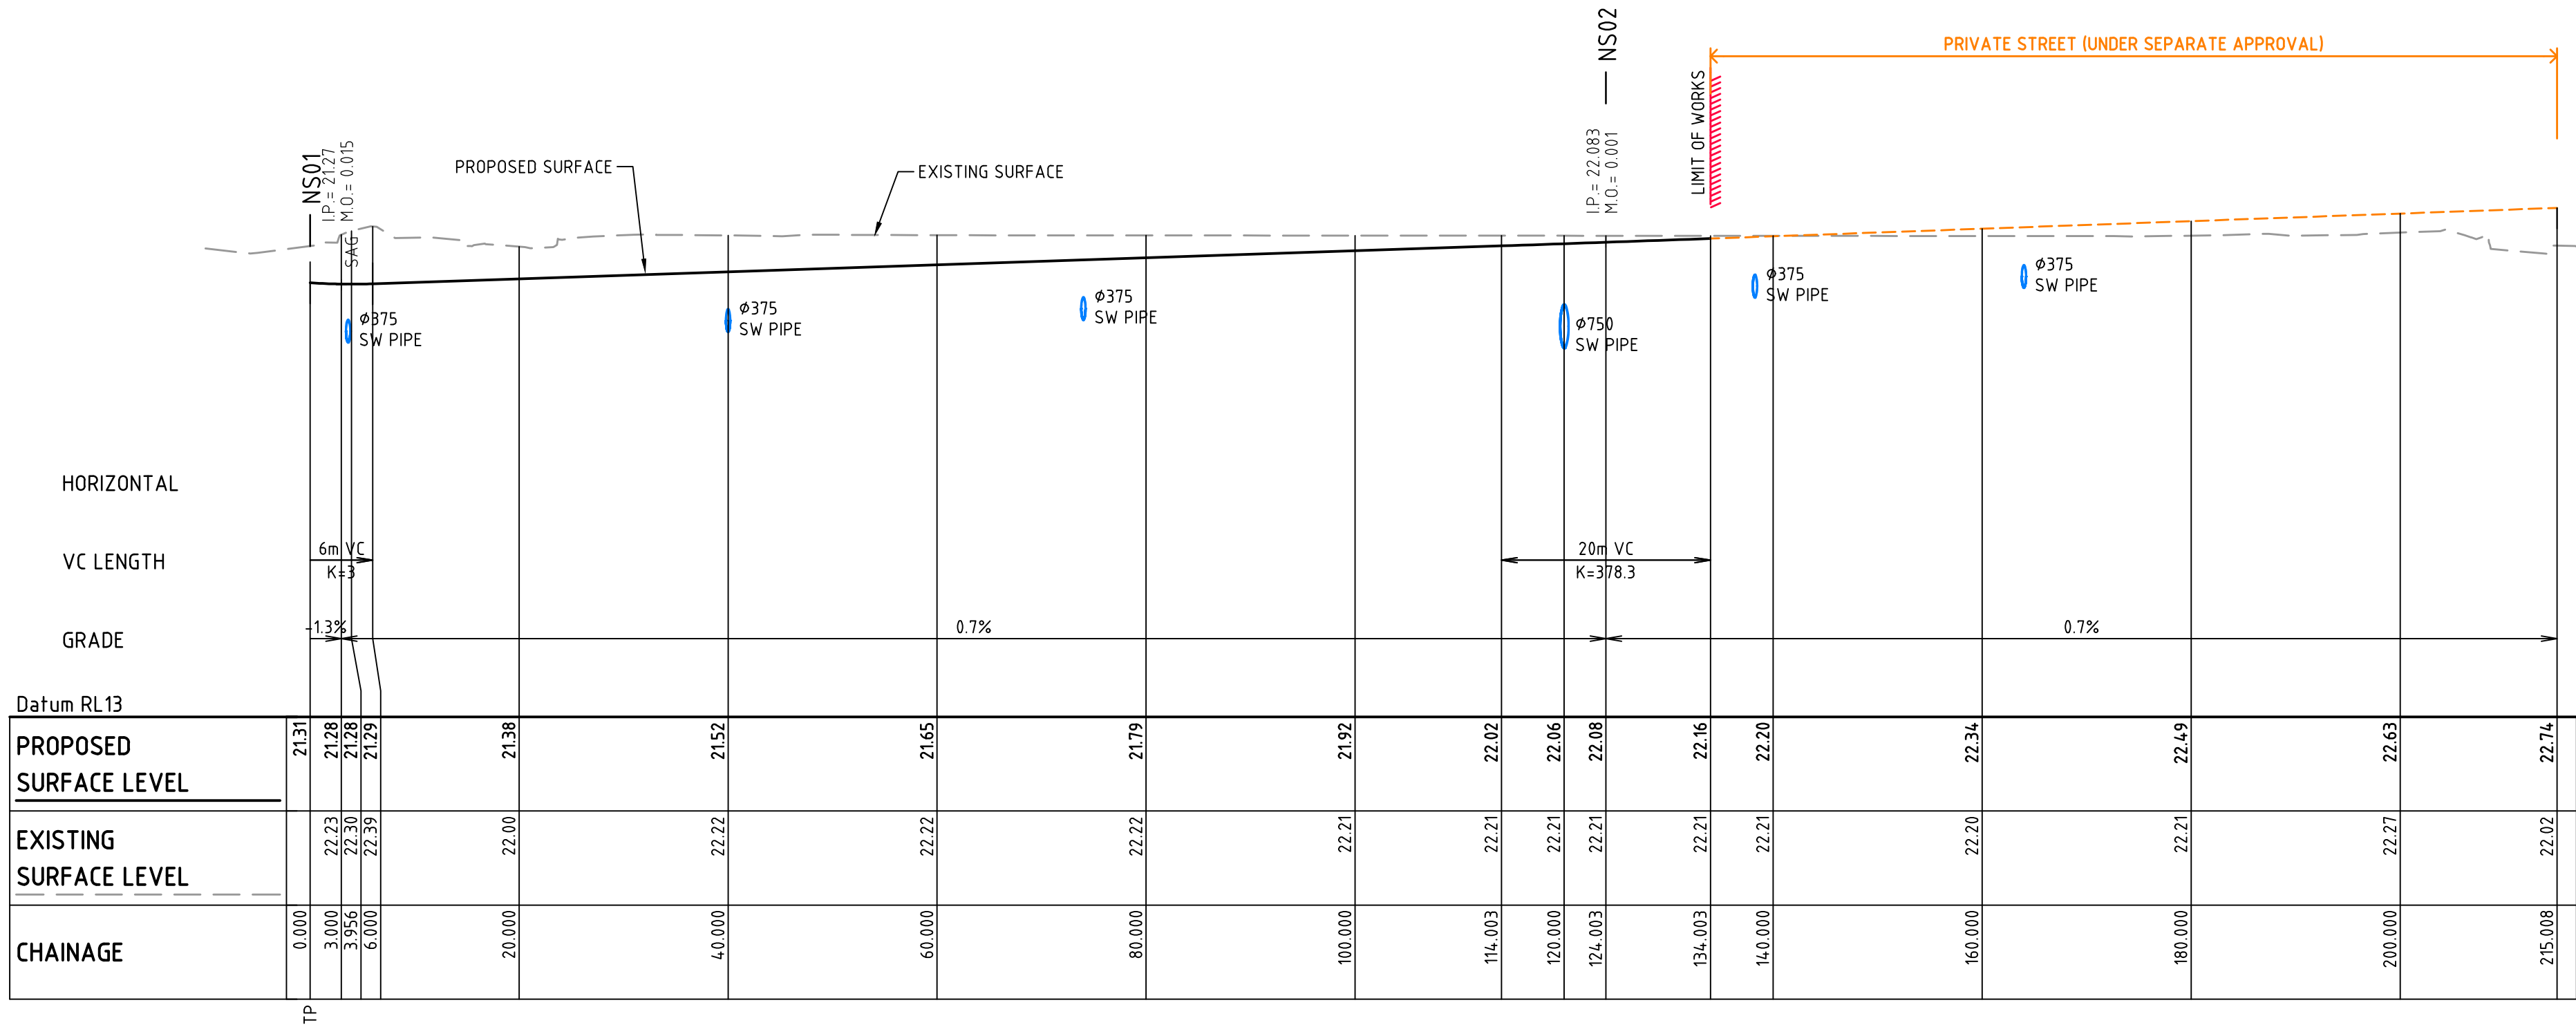 NS02
PRIVATE STREET (UNDER SEPARATE APPROVAL)
LIMIT OF WORKS
I.P.= 22.083
M.O.= 0.001
NS01
I.P.= 21.27
M.O.= 0.015
SAG
PROPOSED SURFACE
EXISTING SURFACE
ϕ375
SW PIPE
ϕ375
SW PIPE
ϕ375
SW PIPE
ϕ750
SW PIPE
ϕ375
SW PIPE
ϕ375
SW PIPE
HORIZONTAL
VC LENGTH
6m VC
K=3
20m VC
K=378.3
GRADE
-1.3%
0.7%
0.7%
Datum RL13
PROPOSED
SURFACE LEVEL
21.31
21.28
21.28
21.29
21.38
21.52
21.65
21.79
21.92
22.02
22.06
22.08
22.16
22.20
22.34
22.49
22.63
22.74
EXISTING
SURFACE LEVEL
22.23
22.30
22.39
22.00
22.22
22.22
22.22
22.21
22.21
22.21
22.21
22.21
22.21
22.20
22.21
22.27
22.02
CHAINAGE
0.000
3.000
3.956
6.000
20.000
40.000
60.000
80.000
100.000
114.003
120.000
124.003
134.003
140.000
160.000
180.000
200.000
215.008
TP